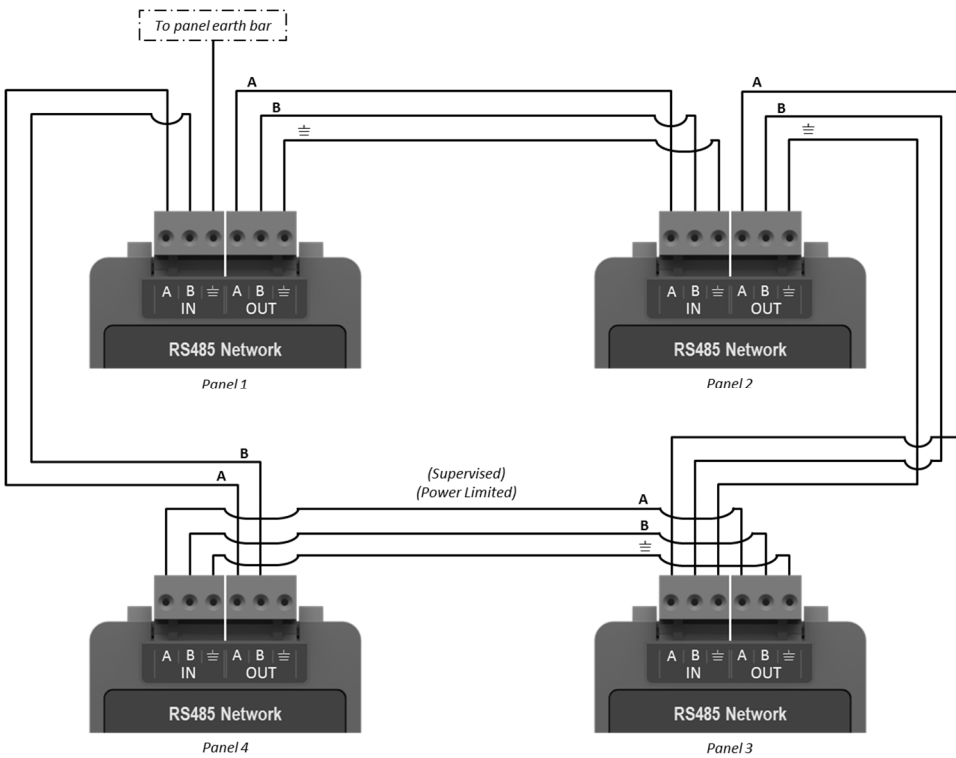 To panel earth bar
A
B
A
B
A B A B
IN OUT
RS485 Network
Panel 1
A B A B
IN OUT
RS485 Network
Panel 2
B
A
(Supervised)
(Power Limited)
A
B
A B A B
IN OUT
RS485 Network
Panel 4
A B A B
IN OUT
RS485 Network
Panel 3